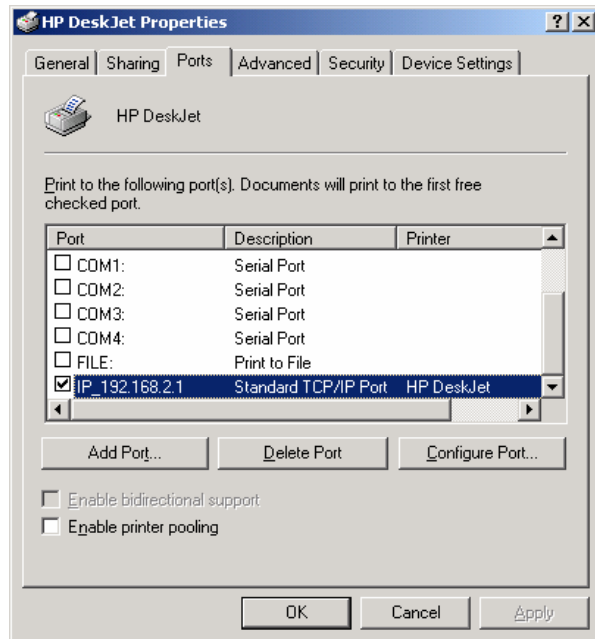 HP DeskJet Properties
General Sharing Ports Advanced Security Device Settings
HP DeskJet
Print to the following port(s). Documents will print to the first free
checked port.
Port Description Printer
COM1: Serial Port
COM2: Serial Port
COM3: Serial Port
COM4: Serial Port
FILE: Print to File
IP_192.168.2.1 Standard TCP/IP Port HP DeskJet
Add Port... Delete Port Configure Port...
Enable bidirectional support
Enable printer pooling
OK Cancel Apply